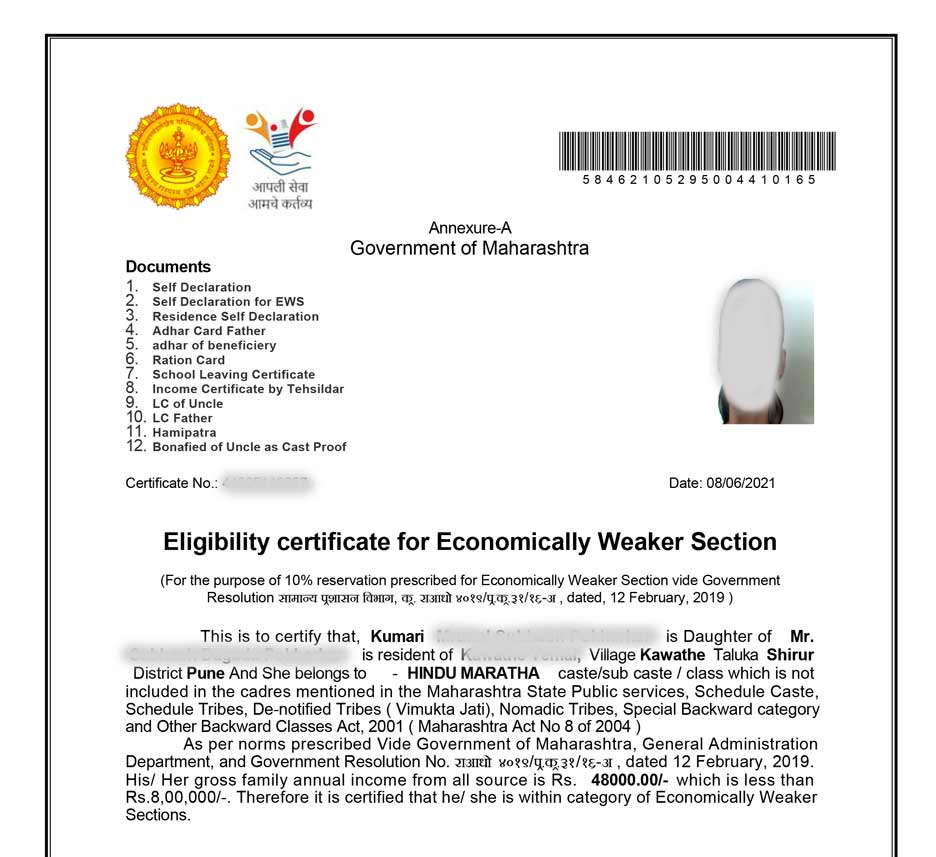 आपली सेवा
आमचे कर्तव्य
58462105295004410165
Annexure-A
Government of Maharashtra
Documents
1. Self Declaration
2. Self Declaration for EWS
3. Residence Self Declaration
4. Adhar Card Father
5. adhar of beneficiery
6. Ration Card
7. School Leaving Certificate
8. Income Certificate by Tehsildar
9. LC of Uncle
10. LC Father
11. Hamipatra
12. Bonafied of Uncle as Cast Proof
Certificate No.:
Date: 08/06/2021
Eligibility certificate for Economically Weaker Section
(For the purpose of 10% reservation prescribed for Economically Weaker Section vide Government
Resolution सामान्य प्रशासन विभाग, क्र. राआधो ४०१९/प्र.क्र.३१/१६-अ , dated, 12 February, 2019 )
This is to certify that, Kumari is Daughter of Mr.
is resident of Village Kawathe Taluka Shirur
District Pune And She belongs to - HINDU MARATHA caste/sub caste / class which is not
included in the cadres mentioned in the Maharashtra State Public services, Schedule Caste,
Schedule Tribes, De-notified Tribes ( Vimukta Jati), Nomadic Tribes, Special Backward category
and Other Backward Classes Act, 2001 ( Maharashtra Act No 8 of 2004 )
As per norms prescribed Vide Government of Maharashtra, General Administration
Department, and Government Resolution No. राआधो ४०१९/प्र.क्र.३१/१६-अ , dated 12 February, 2019.
His/ Her gross family annual income from all source is Rs. 48000.00/- which is less than
Rs.8,00,000/-. Therefore it is certified that he/ she is within category of Economically Weaker
Sections.